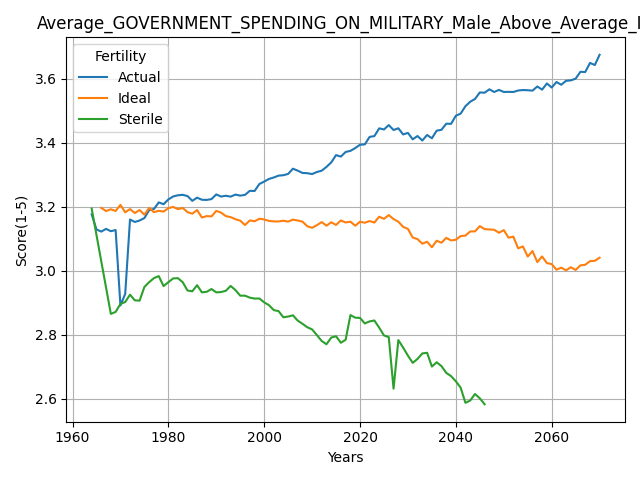 Average_GOVERNMENT_SPENDING_ON_MILITARY_Male_Above_Average_I
Fertility
Actual
Ideal
Sterile
Score(1-5)
3.6
3.4
3.2
3.0
2.8
2.6
1960
1980
2000
2020
2040
2060
Years